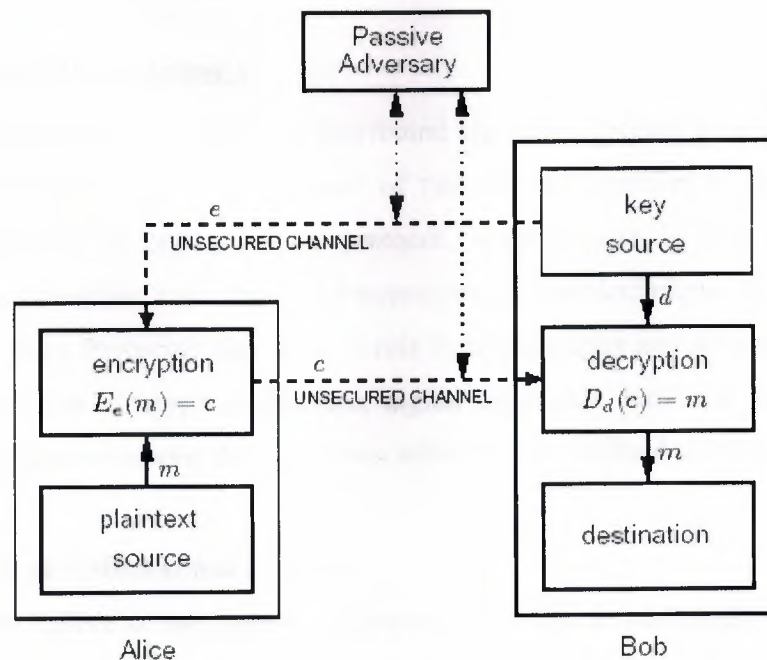 Passive
Adversary
e
UNSECURED CHANNEL
key
source
d
encryption
E_e(m) = c
c
UNSECURED CHANNEL
decryption
D_d(c) = m
m
m
plaintext
source
destination
Alice
Bob